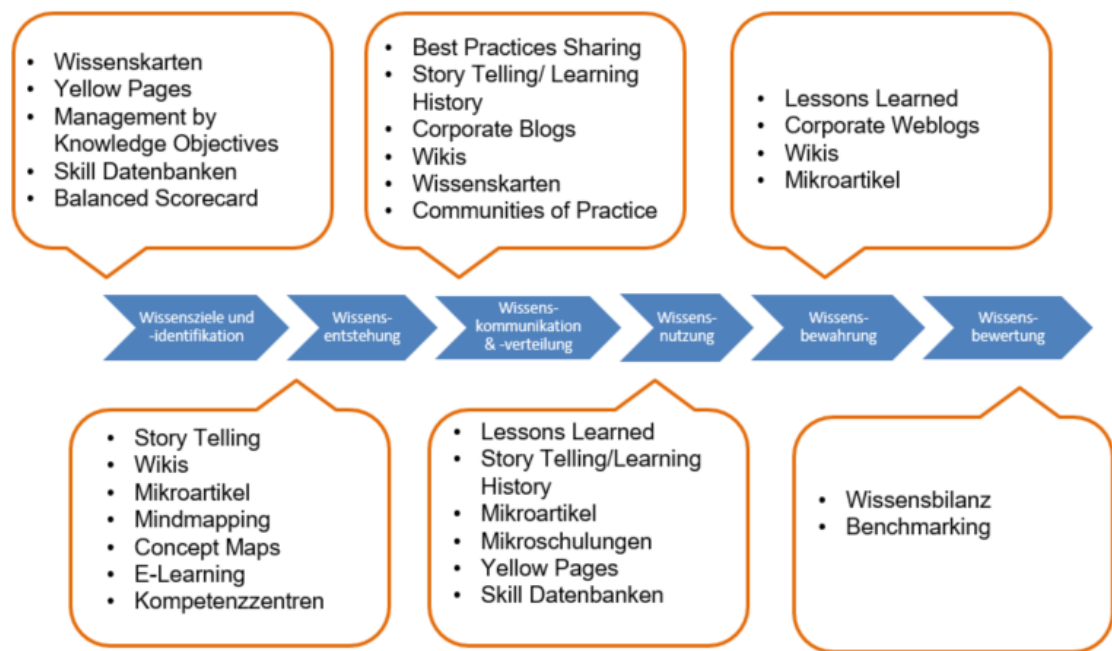 • Wissenskarten
• Yellow Pages
• Management by
Knowledge Objectives
• Skill Datenbanken
• Balanced Scorecard
• Best Practices Sharing
• Story Telling/ Learning
History
• Corporate Blogs
• Wikis
• Wissenskarten
• Communities of Practice
• Lessons Learned
• Corporate Weblogs
• Wikis
• Mikroartikel
Wissensziele und
-identifikation
Wissens-
entstehung
Wissens-
kommunikation
& -verteilung
Wissens-
nutzung
Wissens-
bewahrung
Wissens-
bewertung
• Story Telling
• Wikis
• Mikroartikel
• Mindmapping
• Concept Maps
• E-Learning
• Kompetenzzentren
• Lessons Learned
• Story Telling/Learning
History
• Mikroartikel
• Mikroschulungen
• Yellow Pages
• Skill Datenbanken
• Wissensbilanz
• Benchmarking